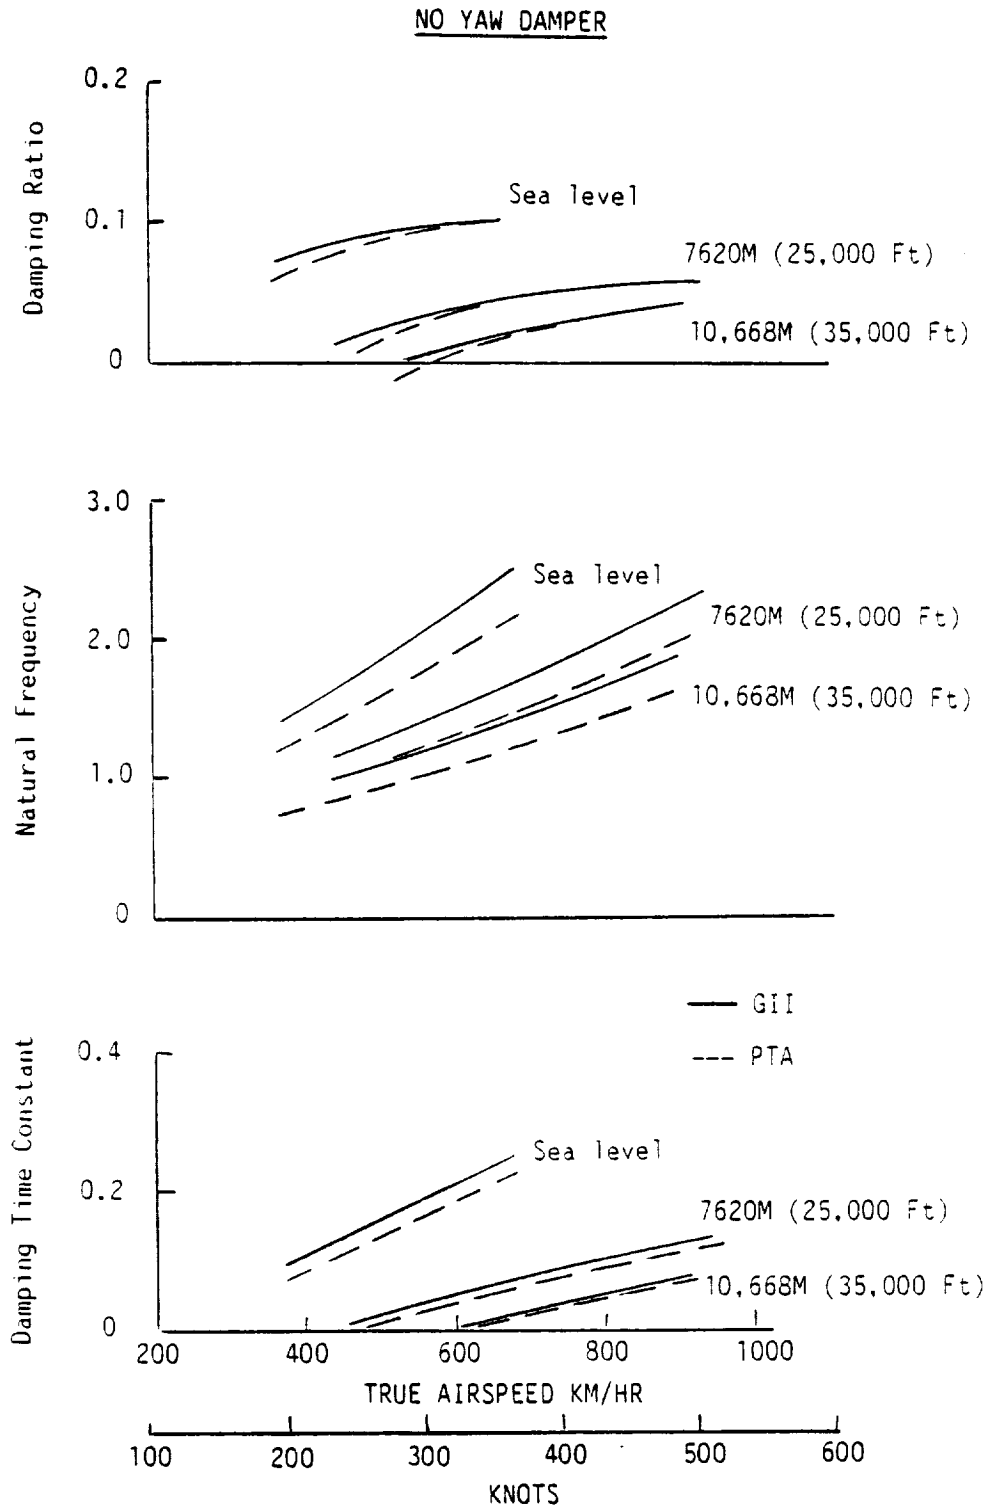 NO YAW DAMPER
0.2
0.1
0
Damping Ratio
Sea level
7620M (25,000 Ft)
10,668M (35,000 Ft)
3.0
2.0
1.0
0
Natural Frequency
Sea level
7620M (25,000 Ft)
10,668M (35,000 Ft)
GII
PTA
0.4
0.2
0
Damping Time Constant
Sea level
7620M (25,000 Ft)
10,668M (35,000 Ft)
200 400 600 800 1000
TRUE AIRSPEED KM/HR
100 200 300 400 500 600
KNOTS